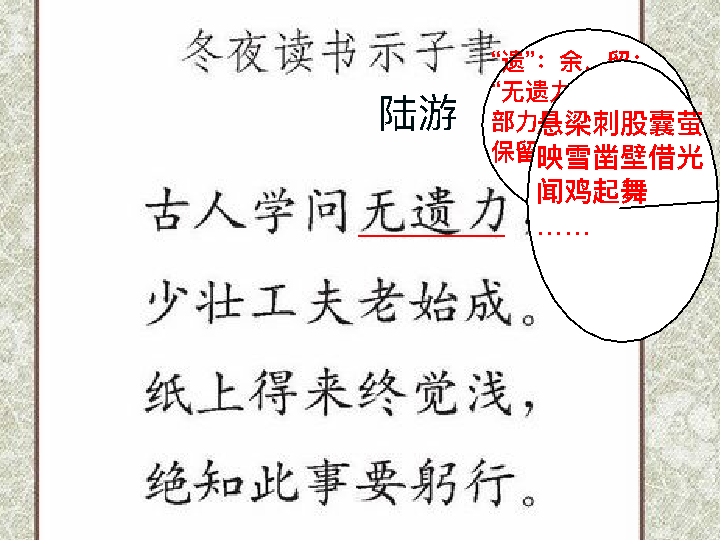 冬夜读书示子聿
陆游
古人学问无遗力
少壮工夫老始成。
纸上得来终觉浅，
绝知此事要躬行。
“遗”：余、留；
“无遗力
部力
保留
悬梁刺股囊萤
映雪凿壁借光
闻鸡起舞
……